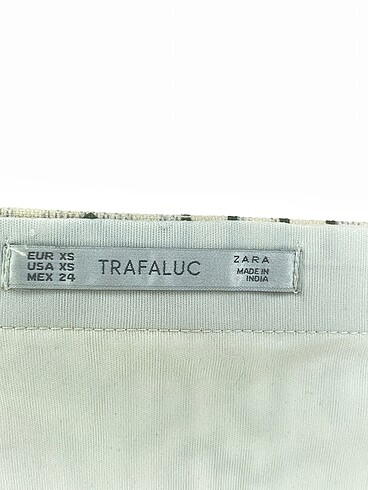 EUR XS
USA XS
MEX 24
TRAFALUC
ZARA
MADE IN
INDIA